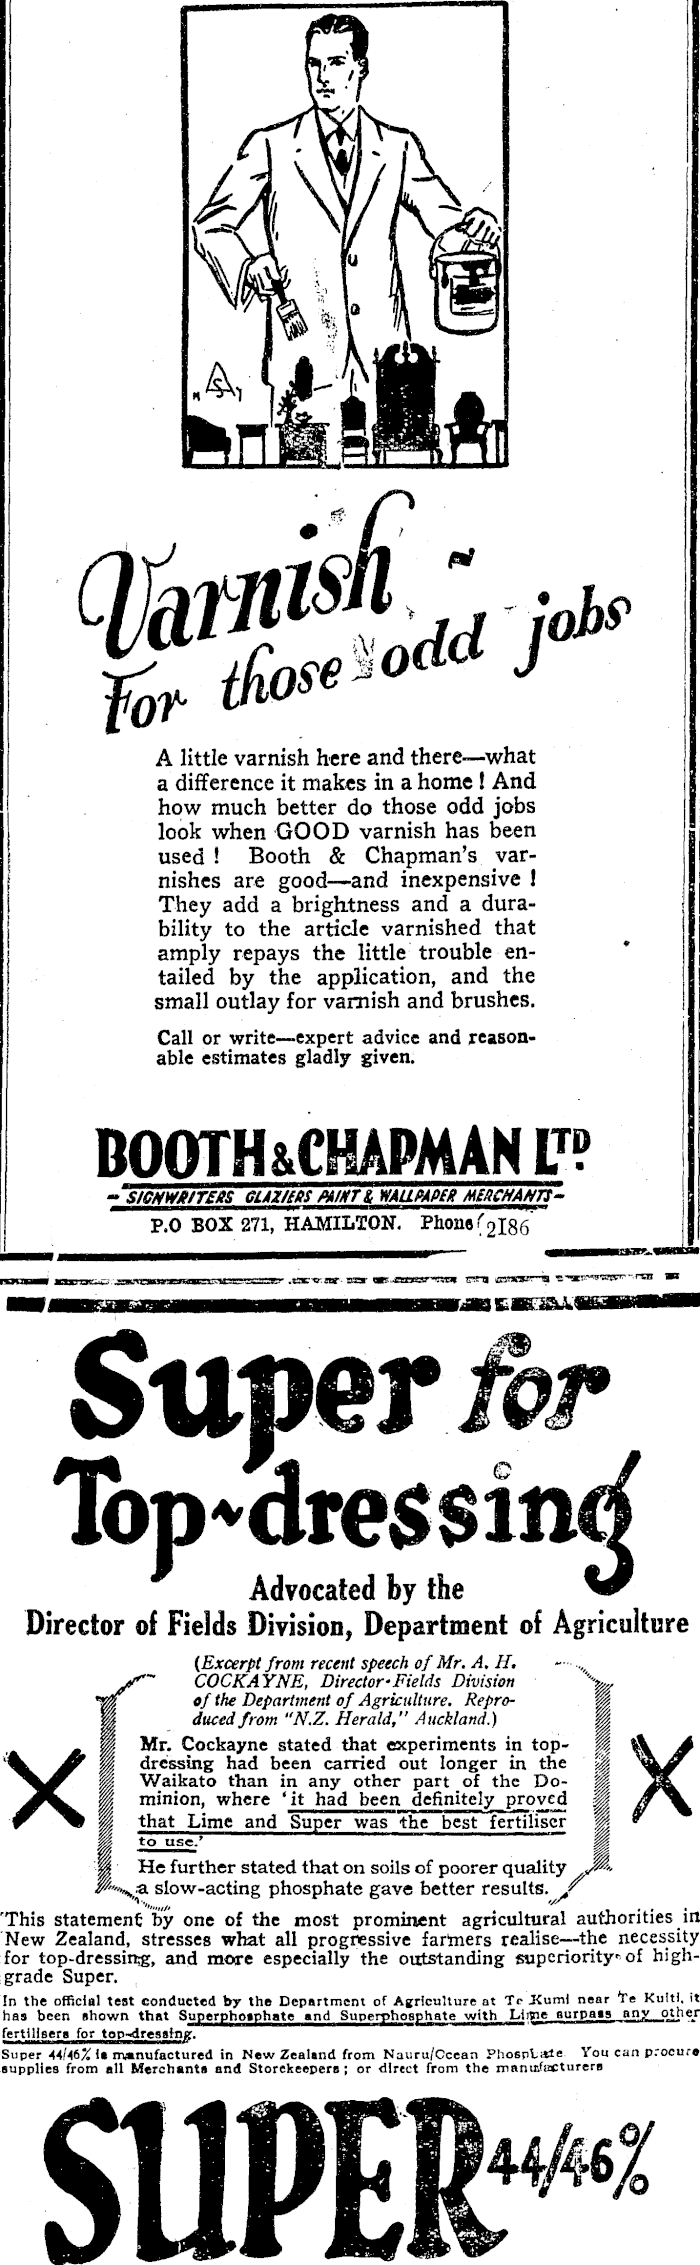 Varnish ~
For those odd jobs
A little varnish here and there—what
a difference it makes in a home! And
how much better do those odd jobs
look when GOOD varnish has been
used! Booth & Chapman's var-
nishes are good—and inexpensive!
They add a brightness and a dura-
bility to the article varnished that
amply repays the little trouble en-
tailed by the application, and the
small outlay for varnish and brushes.
Call or write—expert advice and reason-
able estimates gladly given.
BOOTH & CHAPMAN LTD.
- SIGNWRITERS GLAZIERS PAINT & WALLPAPER MERCHANTS -
P.O BOX 271, HAMILTON. Phone 2186
Super for
Top-dressing
Advocated by the
Director of Fields Division, Department of Agriculture
(Excerpt from recent speech of Mr. A. H.
COCKAYNE, Director-Fields Division
of the Department of Agriculture. Repro-
duced from "N.Z. Herald," Auckland.)
Mr. Cockayne stated that experiments in top-
dressing had been carried out longer in the
Waikato than in any other part of the Do-
minion, where 'it had been definitely proved
that Lime and Super was the best fertiliser
to use.'
He further stated that on soils of poorer quality
a slow-acting phosphate gave better results.
This statement by one of the most prominent agricultural authorities in
New Zealand, stresses what all progressive farmers realise—the necessity
for top-dressing, and more especially the outstanding superiority of high-
grade Super.
In the official test conducted by the Department of Agriculture at Te Kumi near Te Kuiti, it
has been shown that Superphosphate and Superphosphate with Lime surpass any other
fertilisers for top-dressing.
Super 44/46% is manufactured in New Zealand from Nauru/Ocean Phosphate. You can procure
supplies from all Merchants and Storekeepers; or direct from the manufacturers
SUPER 44/46%